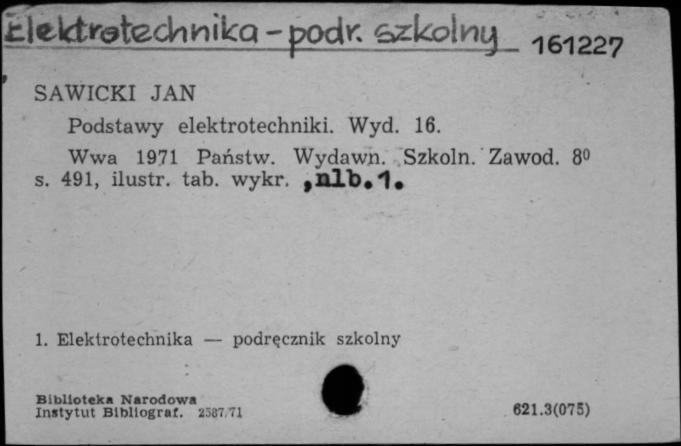 Elektrotechnika - podr. szkolny 161227
SAWICKI JAN
Podstawy elektrotechniki. Wyd. 16.
Wwa 1971 Państw. Wydawn. Szkoln. Zawod. 8⁰
s. 491, ilustr. tab. wykr. , nlb. 1.
1. Elektrotechnika — podręcznik szkolny
Biblioteka Narodowa
Instytut Bibliograf. 2587/71 621.3(075)